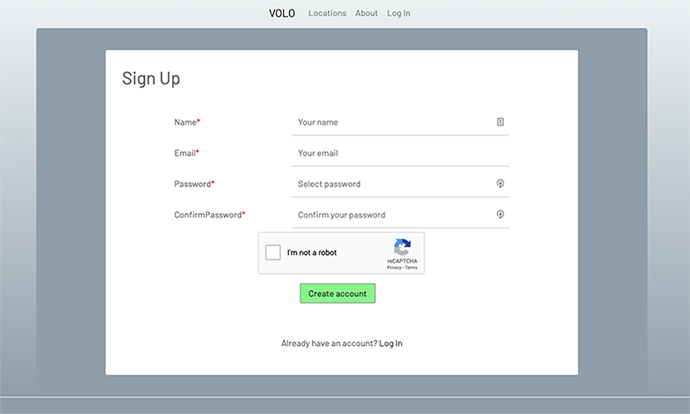 VOLO Locations About Log In
Sign Up
Name* Your name
Email* Your email
Password* Select password
ConfirmPassword* Confirm your password
I'm not a robot
reCAPTCHA
Privacy - Terms
Create account
Already have an account? Log In